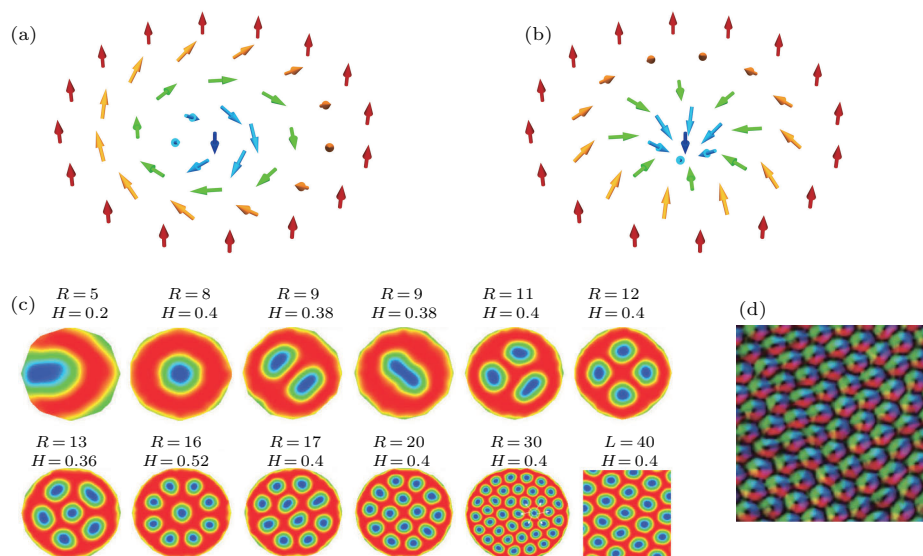 (a)
(b)
(c)
R=5 R=8 R=9 R=9 R=11 R=12
H=0.2 H=0.4 H=0.38 H=0.38 H=0.4 H=0.4
(d)
R=13 R=16 R=17 R=20 R=30 L=40
H=0.36 H=0.52 H=0.4 H=0.4 H=0.4 H=0.4